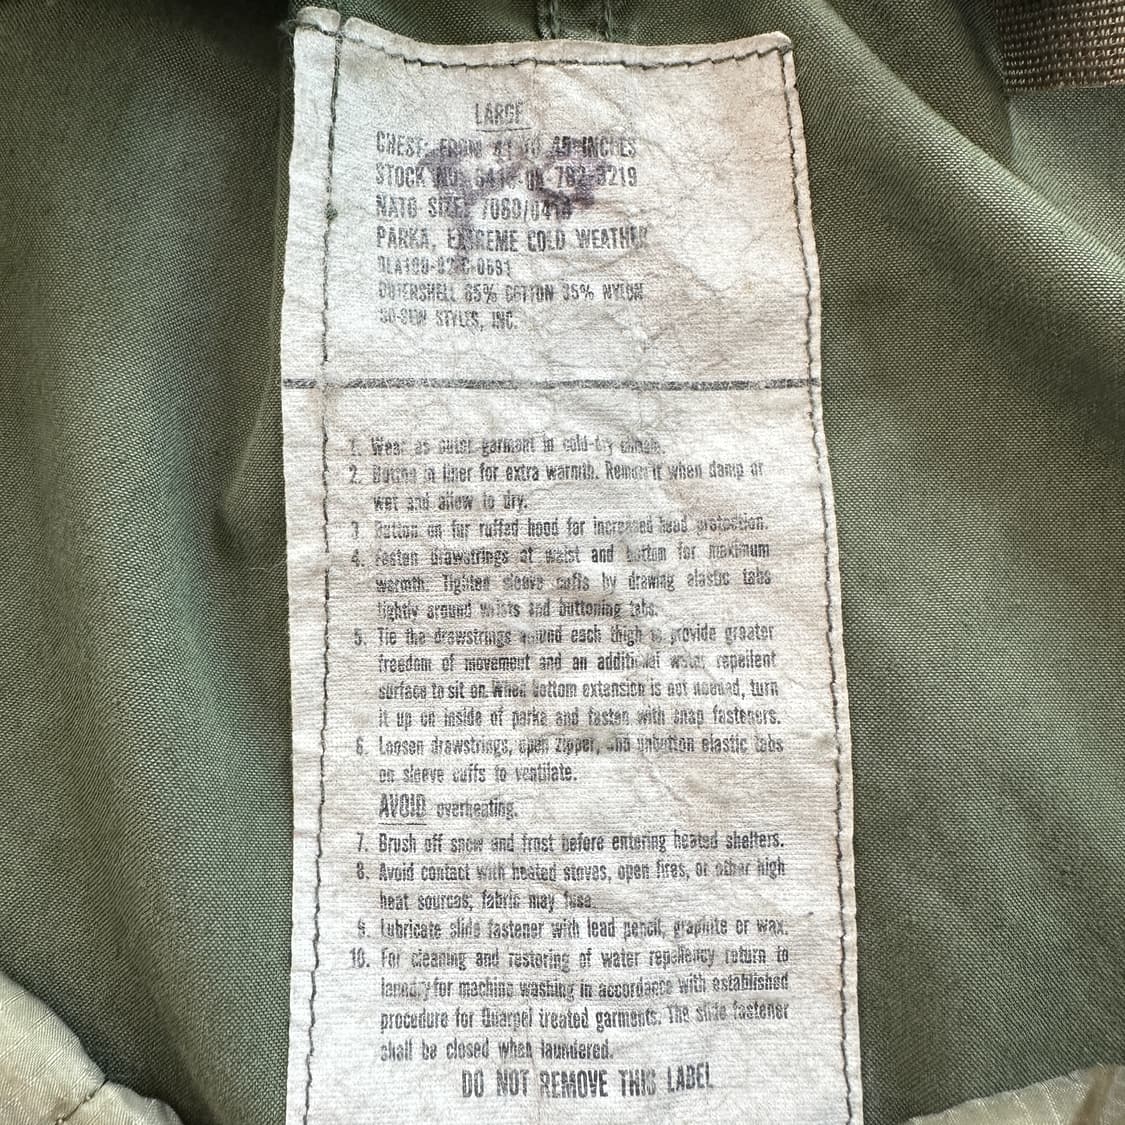 LARGE
CHEST: FROM 41 TO 45 INCHES
STOCK NO. 8415-01-782-3219
NATO SIZE: 7080/0414
PARKA, EXTREME COLD WEATHER
DLA100-82-C-0591
OUTERSHELL 65% COTTON 35% NYLON
SO-SEW STYLES, INC.
1. Wear as outer garment in cold-dry climate.
2. Button in liner for extra warmth. Remove it when damp or
wet and allow to dry.
3. Button on fur ruffed hood for increased head protection.
4. Fasten drawstrings at waist and bottom for maximum
warmth. Tighten sleeve cuffs by drawing elastic tabs
tightly around wrists and buttoning tabs.
5. Tie the drawstrings around each thigh to provide greater
freedom of movement and an additional water repellent
surface to sit on. When bottom extension is not needed, turn
it up on inside of parka and fasten with snap fasteners.
6. Loosen drawstrings, open zipper, and unbutton elastic tabs
on sleeve cuffs to ventilate.
AVOID overheating.
7. Brush off snow and frost before entering heated shelters.
8. Avoid contact with heated stoves, open fires, or other high
heat sources; fabric may fuse.
9. Lubricate slide fastener with lead pencil, graphite or wax.
10. For cleaning and restoring of water repellency return to
laundry for machine washing in accordance with established
procedure for Quarpel treated garments. The slide fastener
shall be closed when laundered.
DO NOT REMOVE THIS LABEL